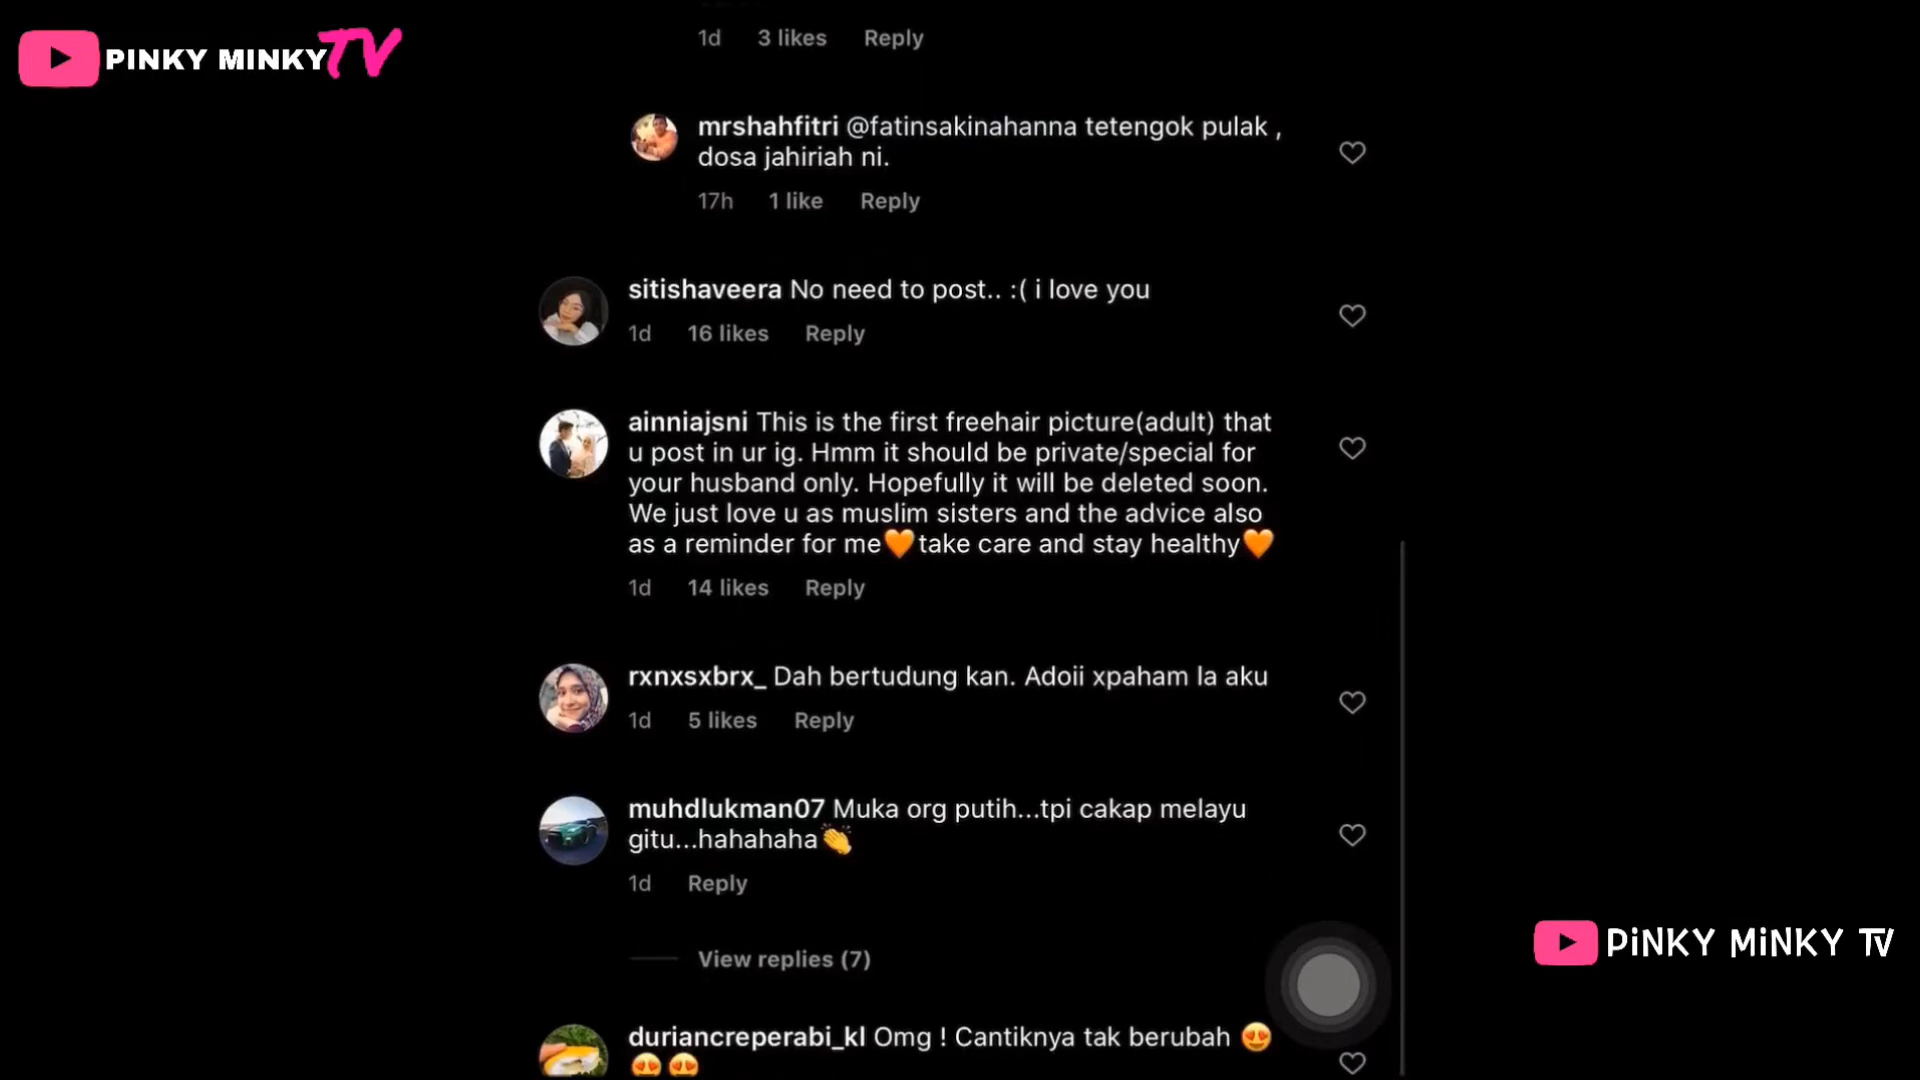 PINKY MINKY TV
1d 3 likes Reply
mrshahfitri @fatinsakinahanna tetengok pulak ,
dosa jahiriah ni.
17h 1 like Reply
sitishaveera No need to post.. :( i love you
1d 16 likes Reply
ainniajsni This is the first freehair picture(adult) that
u post in ur ig. Hmm it should be private/special for
your husband only. Hopefully it will be deleted soon.
We just love u as muslim sisters and the advice also
as a reminder for me🧡take care and stay healthy🧡
1d 14 likes Reply
rxnxsxbrx_ Dah bertudung kan. Adoii xpaham la aku
1d 5 likes Reply
muhdlukman07 Muka org putih...tpi cakap melayu
gitu...hahahaha👏
1d Reply
View replies (7)
PiNKY MiNKY TV
duriancreperabi_kl Omg ! Cantiknya tak berubah 😍
😍😍